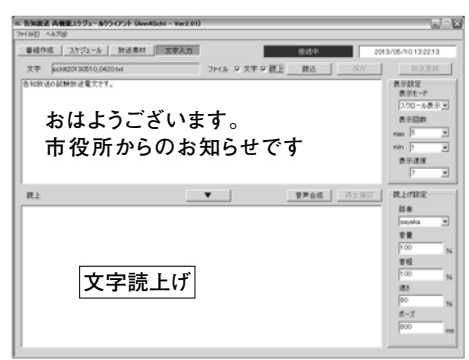 告知放送 再機能スケジュールクライアント (Ann4Schl - Ver2.01)
ファイル(F) ヘルプ(H)
番組作成 スケジュール 放送素材 文字入力 接続中 2013/05/10 13:22:13
文字 schl\20130510_0420.txt ファイル 文字 読上 読込 保存 放送登録
告知放送の試験放送電文です。
おはようございます。
市役所からのお知らせです
表示設定
表示モード
スクロール表示
表示回数
max 5
min 1
表示速度
7
読上 ▼ 音声合成 再生確認
文字読上げ
読上げ設定
話者
sayaka
音量
100 %
音程
100 %
速さ
80 %
ポーズ
800 ms